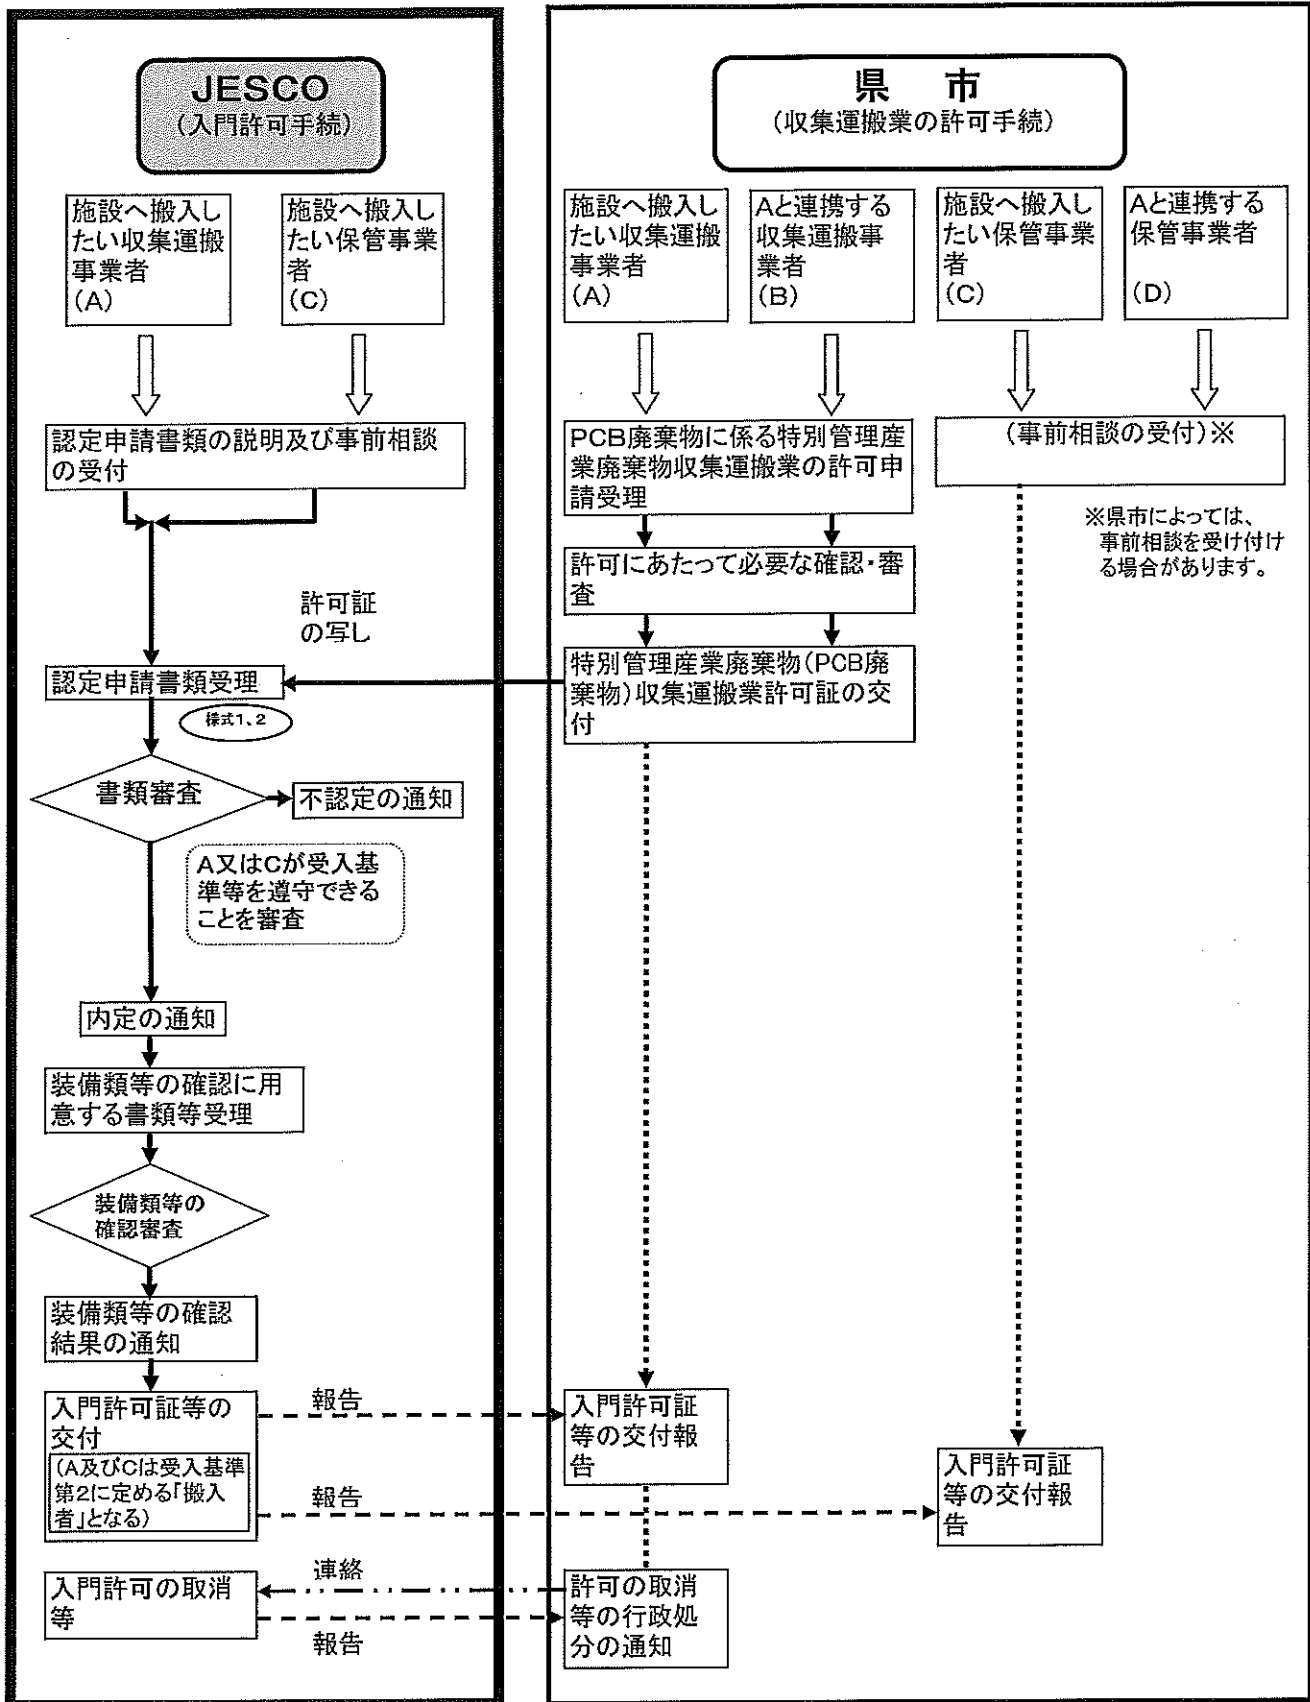 JESCO
(入門許可手続)
施設へ搬入し
たい収集運搬
事業者
(A)
施設へ搬入し
たい保管事業
者
(C)
認定申請書類の説明及び事前相談
の受付
許可証
の写し
認定申請書類受理
様式1、2
書類審査
不認定の通知
A又はCが受入基
準等を遵守できる
ことを審査
内定の通知
装備類等の確認に用
意する書類等受理
装備類等の
確認審査
装備類等の確認
結果の通知
入門許可証等の
交付
(A及びCは受入基準
第2に定める「搬入
者」となる)
報告
報告
入門許可の取消
等
連絡
報告
県 市
(収集運搬業の許可手続)
施設へ搬入し
たい収集運搬
事業者
(A)
Aと連携する
収集運搬事
業者
(B)
施設へ搬入し
たい保管事業
者
(C)
Aと連携する
保管事業者
(D)
PCB廃棄物に係る特別管理産
業廃棄物収集運搬業の許可申
請受理
(事前相談の受付)※
※県市によっては、
事前相談を受け付け
る場合があります。
許可にあたって必要な確認・審
査
特別管理産業廃棄物(PCB廃
棄物)収集運搬業許可証の交
付
入門許可証
等の交付報
告
入門許可証
等の交付報
告
許可の取消
等の行政処
分の通知